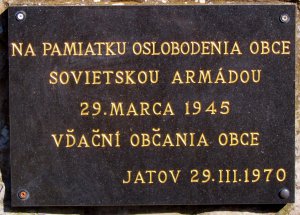 NA PAMIATKU OSLOBODENIA OBCE
SOVIETSKOU ARMÁDOU
29. MARCA 1945
VĎAČNÍ OBČANIA OBCE
JATOV 29.III.1970